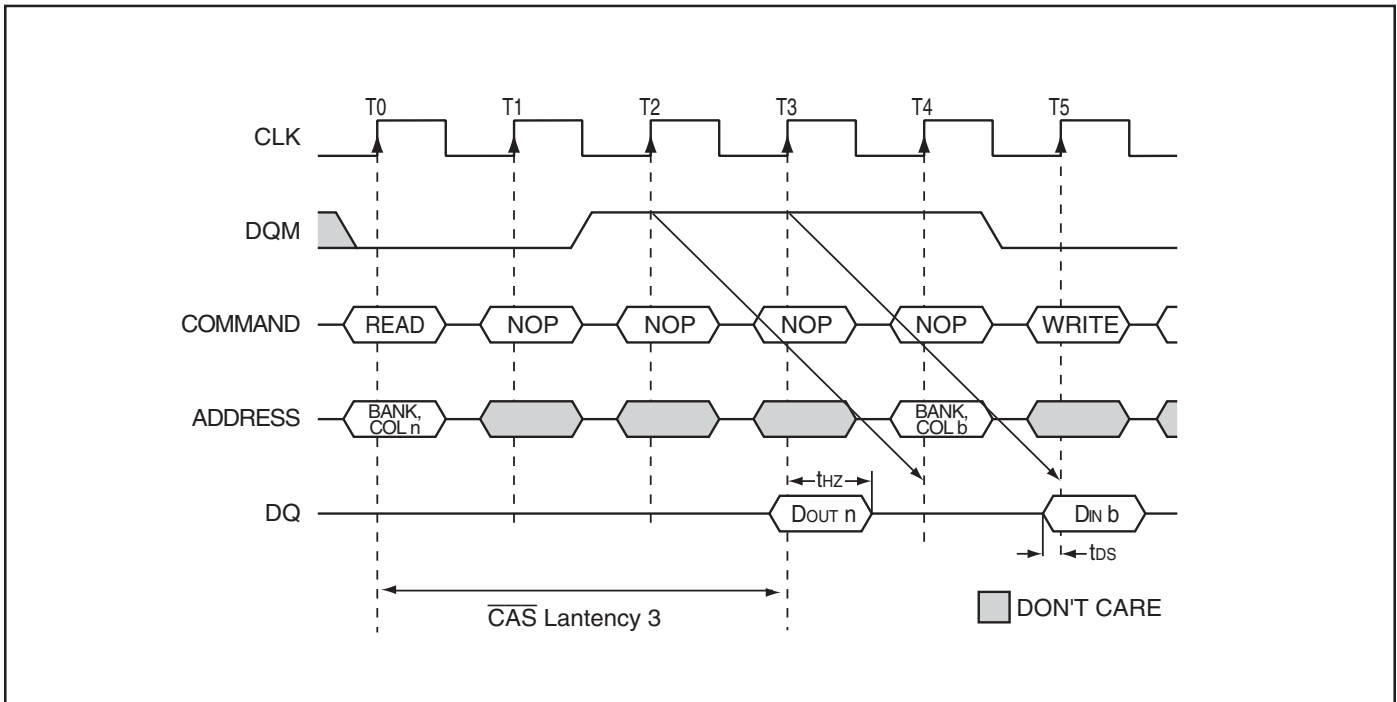 T0 T1 T2 T3 T4 T5
CLK
DQM
COMMAND READ NOP NOP NOP NOP WRITE
ADDRESS BANK, COL n BANK, COL b
tHZ
DQ DOUT n DIN b
tDS
CAS Lantency 3
DON'T CARE